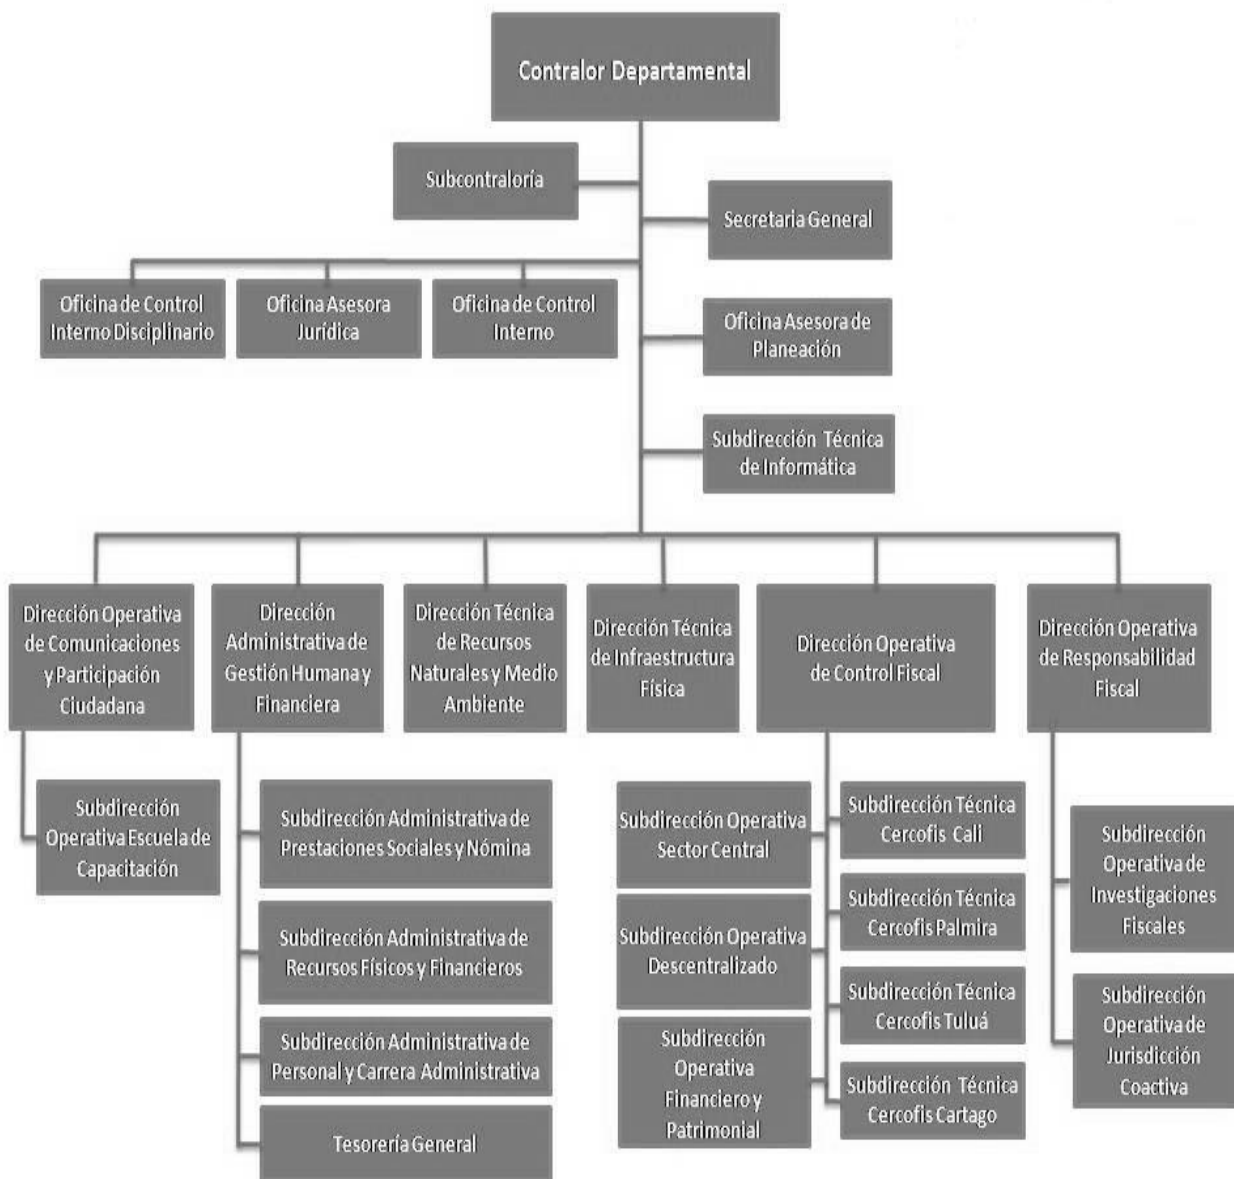 Contralor Departamental
Subcontraloría
Secretaria General
Oficina de Control
Interno Disciplinario
Oficina Asesora
Jurídica
Oficina de Control
Interno
Oficina Asesora de
Planeación
Subdirección Técnica
de Informática
Dirección Operativa
de Comunicaciones
y Participación
Ciudadana
Dirección
Administrativa de
Gestión Humana y
Financiera
Dirección Técnica
de Recursos
Naturales y Medio
Ambiente
Dirección Técnica
de Infraestructura
Física
Dirección Operativa
de Control Fiscal
Dirección Operativa
de Responsabilidad
Fiscal
Subdirección
Operativa Escuela de
Capacitación
Subdirección Administrativa de
Prestaciones Sociales y Nómina
Subdirección Administrativa de
Recursos Físicos y Financieros
Subdirección Administrativa de
Personal y Carrera Administrativa
Tesorería General
Subdirección Operativa
Sector Central
Subdirección Operativa
Descentralizado
Subdirección
Operativa
Financiero y
Patrimonial
Subdirección Técnica
Cercofis Cali
Subdirección Técnica
Cercofis Palmira
Subdirección Técnica
Cercofis Tuluá
Subdirección Técnica
Cercofis Cartago
Subdirección
Operativa de
Investigaciones
Fiscales
Subdirección
Operativa de
Jurisdicción
Coactiva